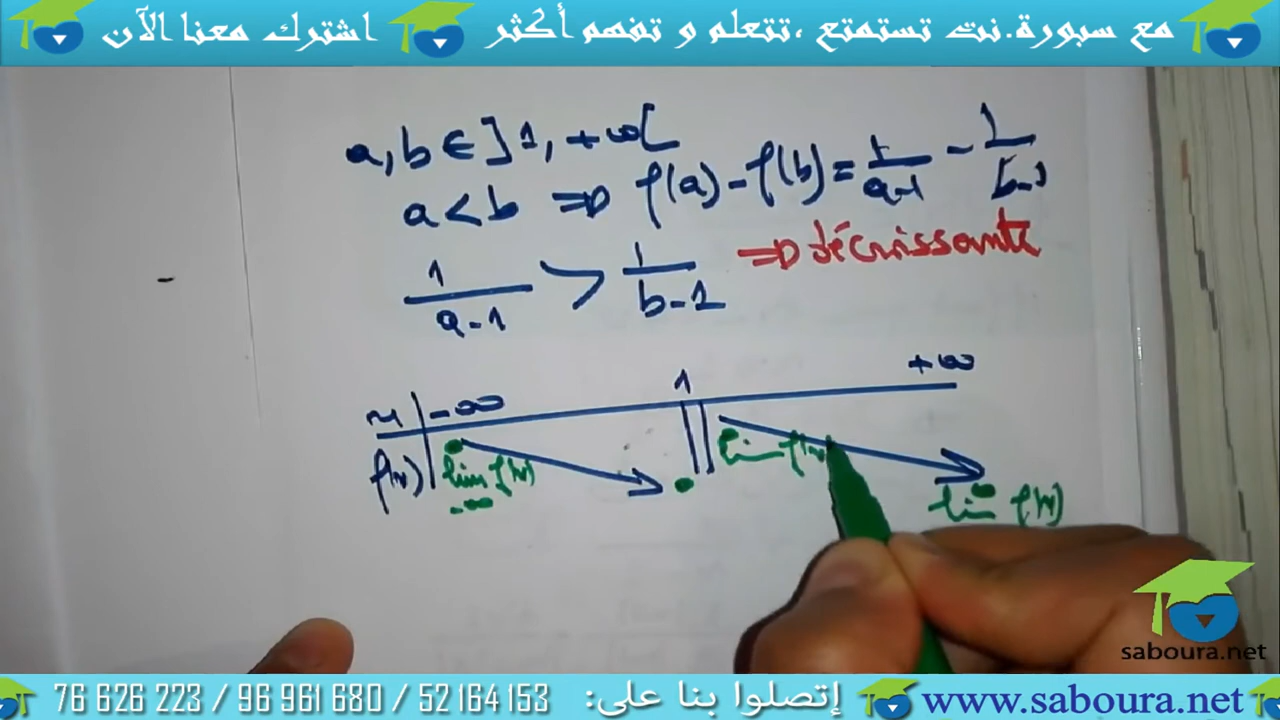 مع سبورة.نت تستمتع ،تتعلم و تفهم أكثر اشترك معنا الآن
a, b ∈ ]1, +∞[
a < b ⇒ f(a) - f(b) = 1/(a-1) - 1/(b-1)
1/(a-1) > 1/(b-1) ⇒ décroissante
x -∞ 1 +∞
f(x) lim f(x) lim f(x) lim f(x)
-∞
saboura.net
76 626 223 / 96 961 680 / 52 164 153 إتصلوا بنا على: www.saboura.net